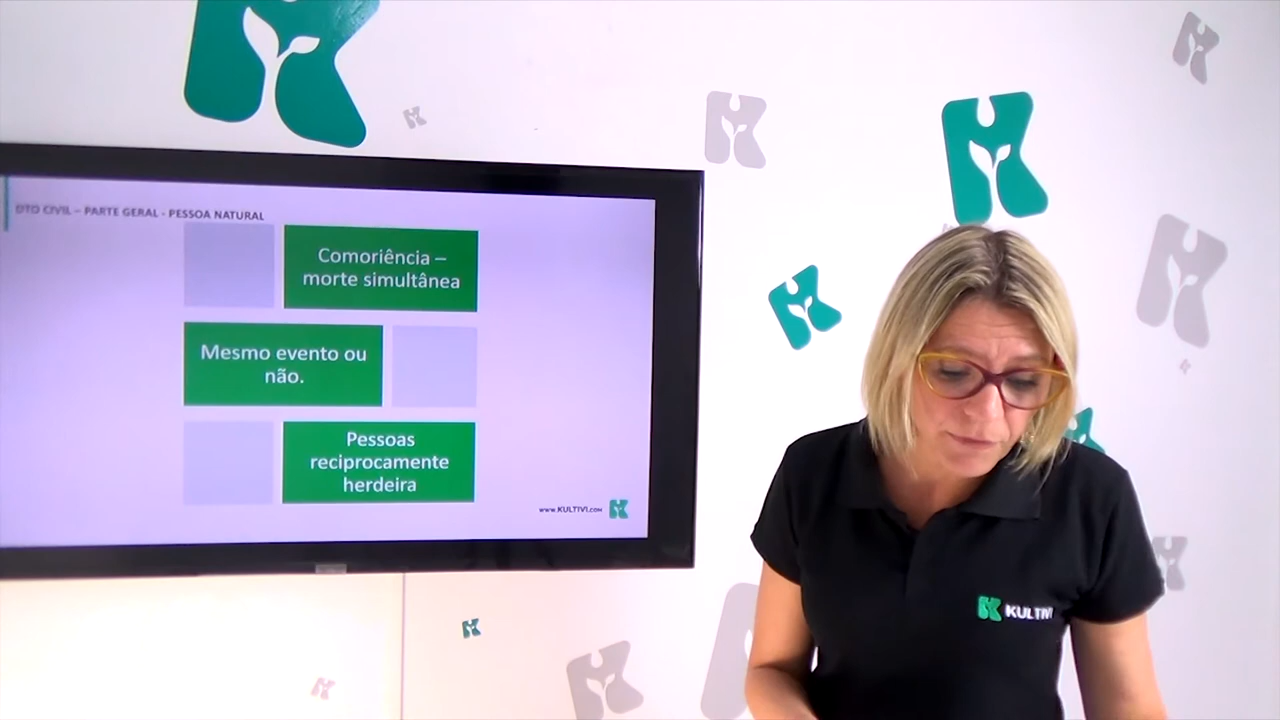 DTO CIVIL – PARTE GERAL - PESSOA NATURAL
Comoriência –
morte simultânea
Mesmo evento ou
não.
Pessoas
reciprocamente
herdeira
www.KULTIVI.COM
KULTIVI